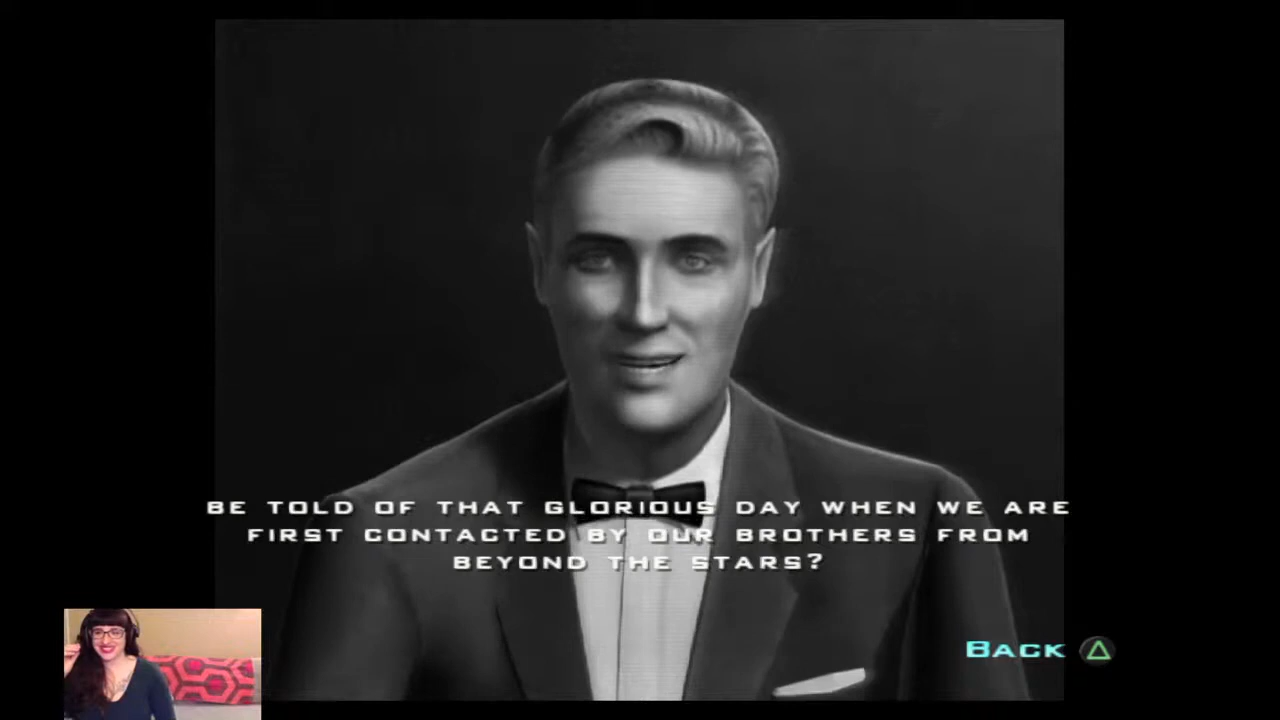 BE TOLD OF THAT GLORIOUS DAY WHEN WE ARE
FIRST CONTACTED BY OUR BROTHERS FROM
BEYOND THE STARS?
BACK